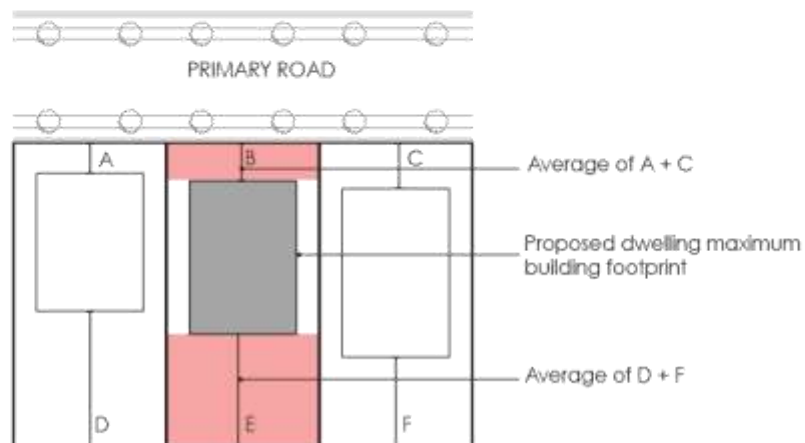 PRIMARY ROAD
A
B
C
Average of A + C
Proposed dwelling maximum
building footprint
Average of D + F
D
E
F